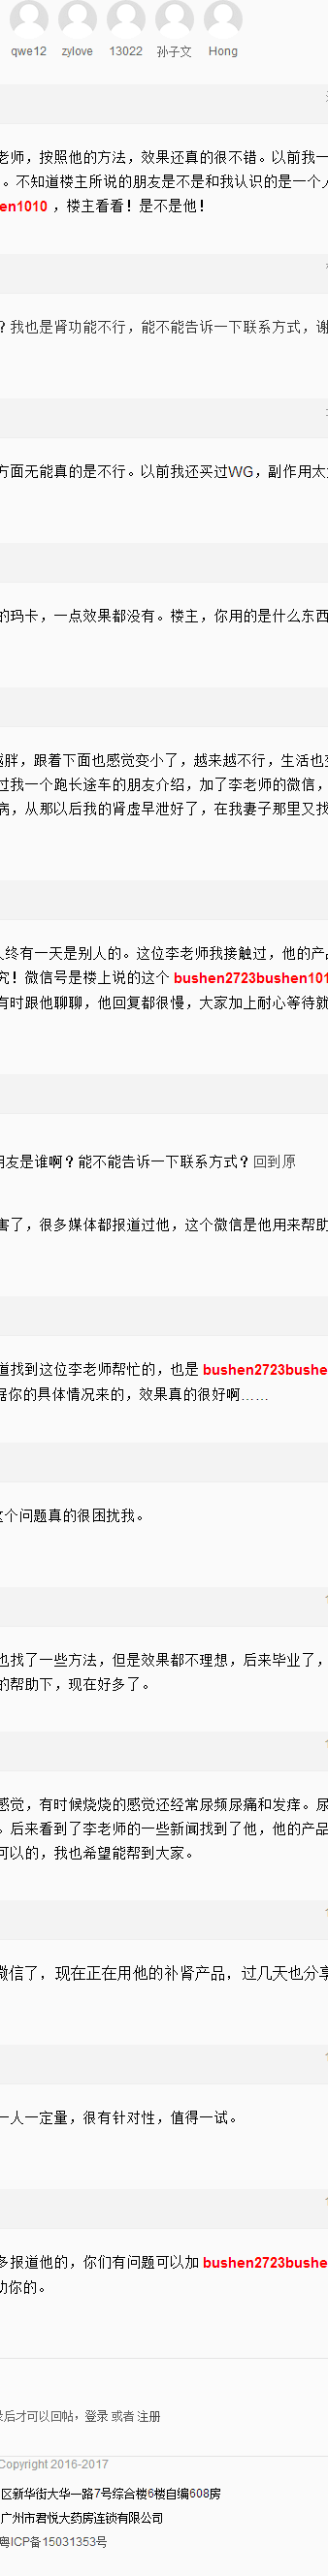 qwe12 zylove 13022 孙子文 Hong
老师，按照他的方法，效果还真的很不错。以前我一
。不知道楼主所说的朋友是不是和我认识的是一个人
en1010 ，楼主看看！是不是他！
？我也是肾功能不行，能不能告诉一下联系方式，谢
方面无能真的是不行。以前我还买过WG，副作用太
的玛卡，一点效果都没有。楼主，你用的是什么东西
越胖，跟着下面也感觉变小了，越来越不行，生活也
过我一个跑长途车的朋友介绍，加了李老师的微信，
病，从那以后我的肾虚早泄好了，在我妻子那里又找
人终有一天是别人的。这位李老师我接触过，他的产品
究！微信号是楼上说的这个 bushen2723bushen101
有时跟他聊聊，他回复都很慢，大家加上耐心等待就
朋友是谁啊？能不能告诉一下联系方式？回到原
害了，很多媒体都报道过他，这个微信是他用来帮助
道找到这位李老师帮忙的，也是 bushen2723bushe
据你的具体情况来的，效果真的很好啊……
这个问题真的很困扰我。
也找了一些方法，但是效果都不理想，后来毕业了，
的帮助下，现在好多了。
感觉，有时候烧烧的感觉还经常尿频尿痛和发痒。尿
。后来看到了李老师的一些新闻找到了他，他的产品
可以的，我也希望能帮到大家。
微信了，现在正在用他的补肾产品，过几天也分享
一人一定量，很有针对性，值得一试。
多报道他的，你们有问题可以加 bushen2723bushe
助你的。
录后才可以回帖，登录 或者 注册
Copyright 2016-2017
区新华街大华一路7号综合楼6楼自编608房
广州市君悦大药房连锁有限公司
粤ICP备15031353号